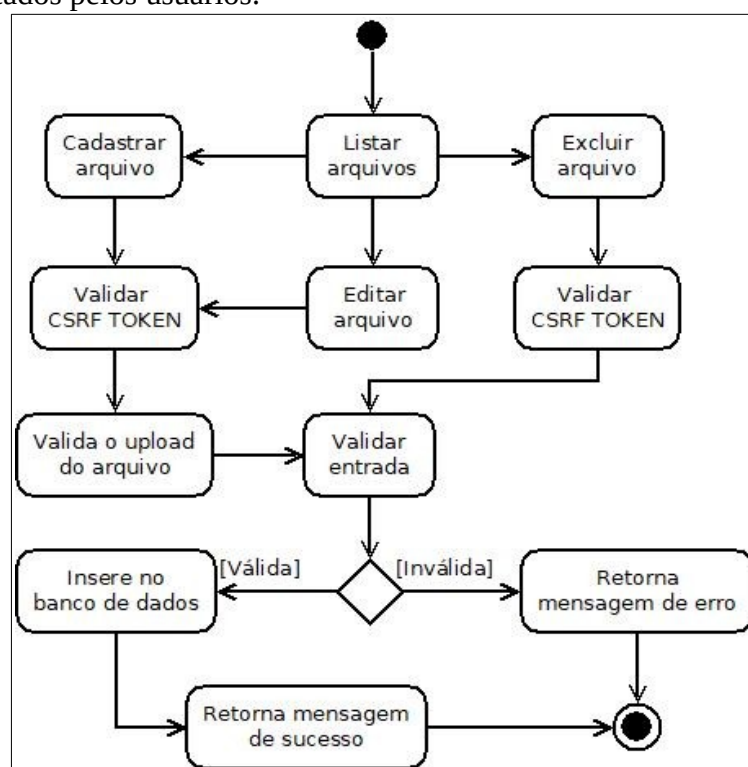 pelos usuários.
Cadastrar
arquivo
Listar
arquivos
Excluir
arquivo
Validar
CSRF TOKEN
Editar
arquivo
Validar
CSRF TOKEN
Valida o upload
do arquivo
Validar
entrada
[Válida]
[Inválida]
Insere no
banco de dados
Retorna
mensagem de erro
Retorna mensagem
de sucesso